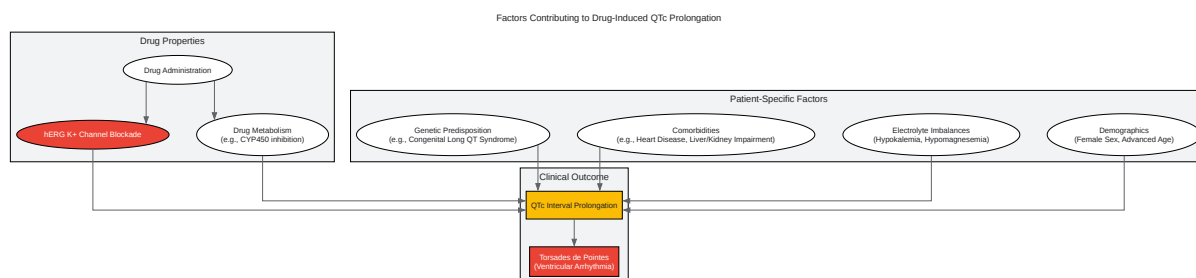 Factors Contributing to Drug-Induced QTc Prolongation
Drug Properties
Drug Administration
hERG K+ Channel Blockade
Drug Metabolism
(e.g., CYP450 inhibition)
Patient-Specific Factors
Genetic Predisposition
(e.g., Congenital Long QT Syndrome)
Comorbidities
(e.g., Heart Disease, Liver/Kidney Impairment)
Electrolyte Imbalances
(Hypokalemia, Hypomagnesemia)
Demographics
(Female Sex, Advanced Age)
Clinical Outcome
QTc Interval Prolongation
Torsades de Pointes
(Ventricular Arrhythmia)